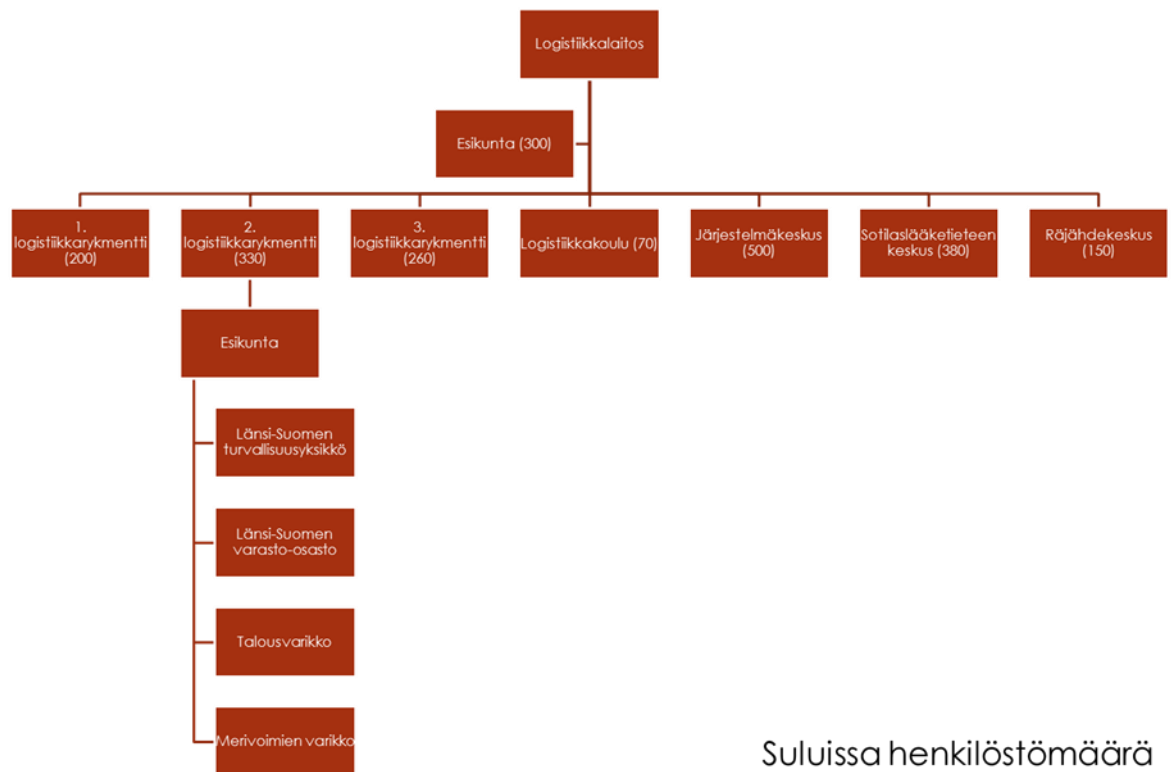 Logistiikkalaitos
Esikunta (300)
1.
logistiikkarykmentti
(200)
2.
logistiikkarykmentti
(330)
3.
logistiikkarykmentti
(260)
Logistiikkakoulu (70)
Järjestelmäkeskus
(500)
Sotilaslääketieteen
keskus (380)
Räjähdekeskus
(150)
Esikunta
Länsi-Suomen
turvallisuusyksikkö
Länsi-Suomen
varasto-osasto
Talousvarikko
Merivoimien varikko
Suluissa henkilöstömäärä